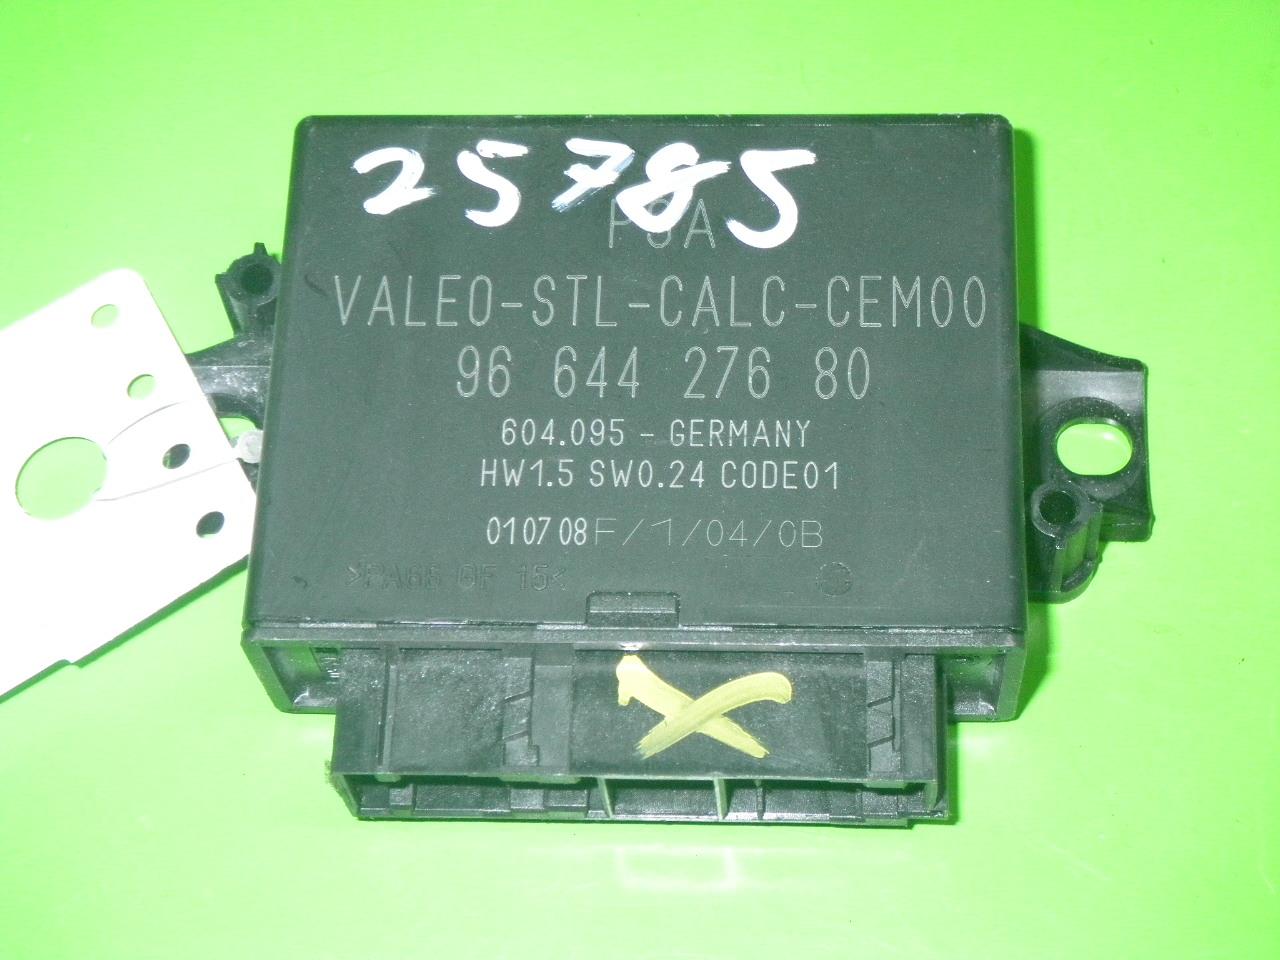 25785
PSA
VALEO-STL-CALC-CEM00
96 644 276 80
604.095 - GERMANY
HW1.5 SW0.24 CODE01
010708 F/1/04/0B
>PA66 GF 15<
X